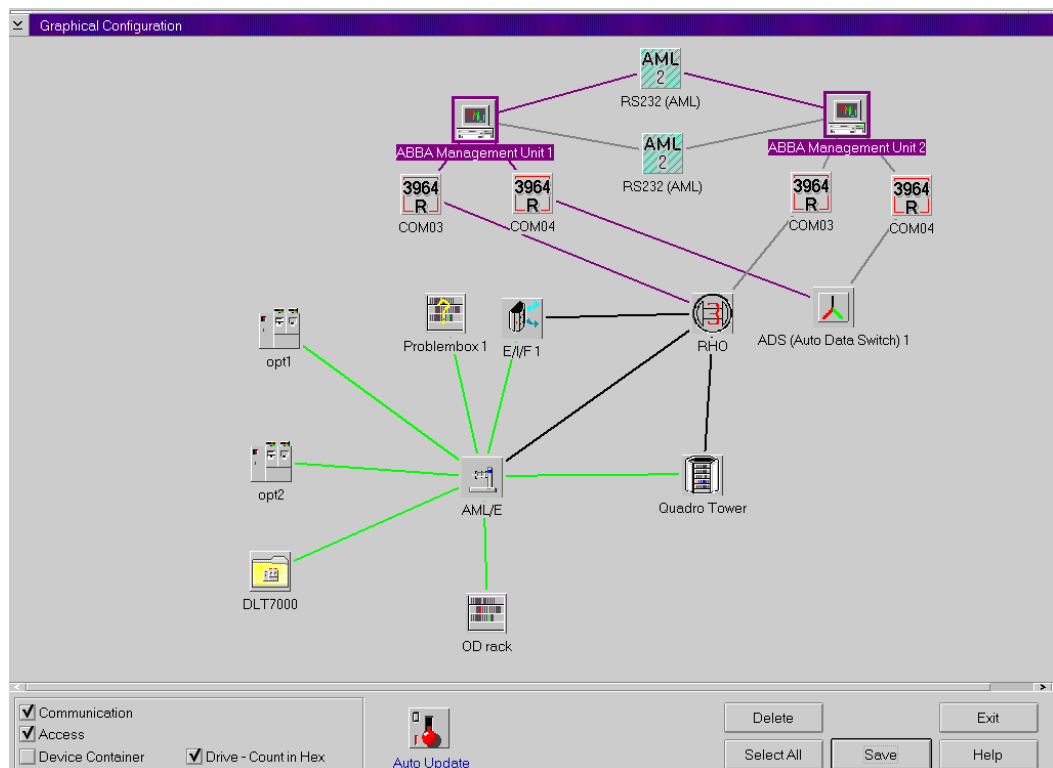 Graphical Configuration
AML
2
RS232 (AML)
ABBA Management Unit 1
ABBA Management Unit 2
AML
2
RS232 (AML)
3964
R
COM03
3964
R
COM04
3964
R
COM03
3964
R
COM04
opt1
Problembox 1
E/I/F 1
RHO
ADS (Auto Data Switch) 1
opt2
AML/E
Quadro Tower
DLT7000
OD rack
Communication
Access
Device Container
Drive - Count in Hex
Auto Update
Delete
Exit
Select All
Save
Help